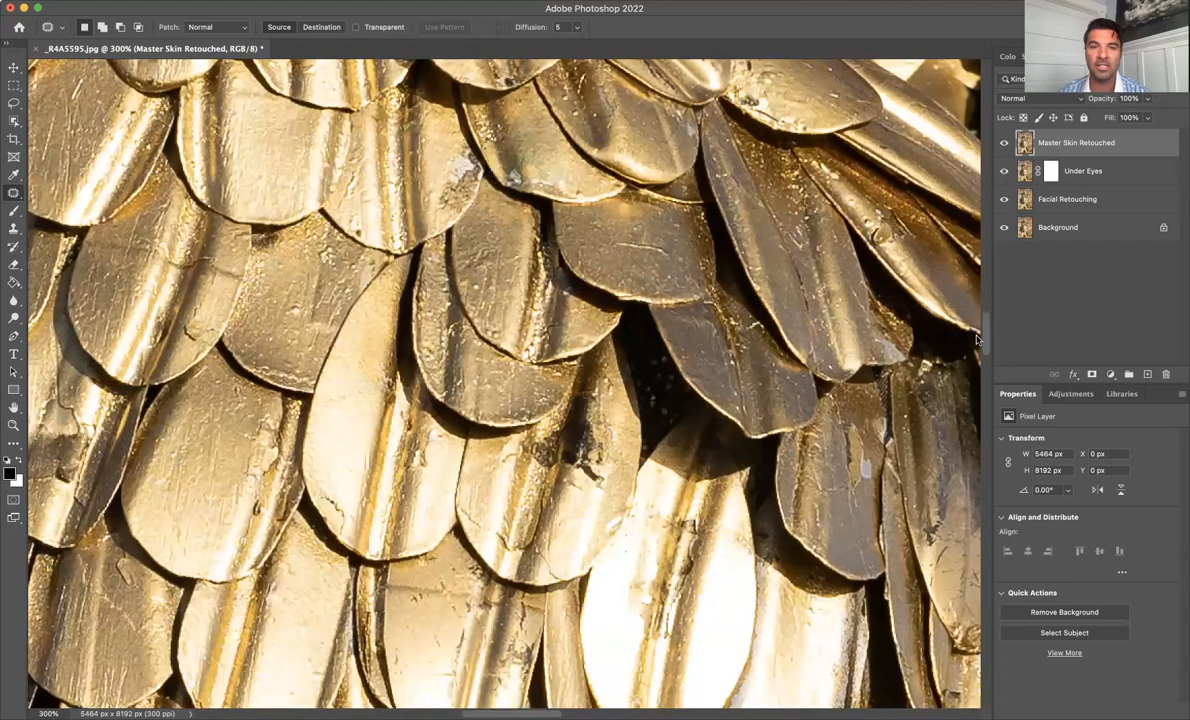 Adobe Photoshop 2022
Patch: Normal Source Destination Transparent Use Pattern Diffusion: 5
_R4A5595.jpg @ 300% (Master Skin Retouched, RGB/8) *
Colo
Kind
Normal Opacity: 100%
Lock: Fill: 100%
Master Skin Retouched
Under Eyes
Facial Retouching
Background
Properties Adjustments Libraries
Pixel Layer
Transform
W 5464 px X 0 px
H 8192 px Y 0 px
0.00°
Align and Distribute
Align:
Quick Actions
Remove Background
Select Subject
View More
300% 5464 px x 8192 px (300 ppi)